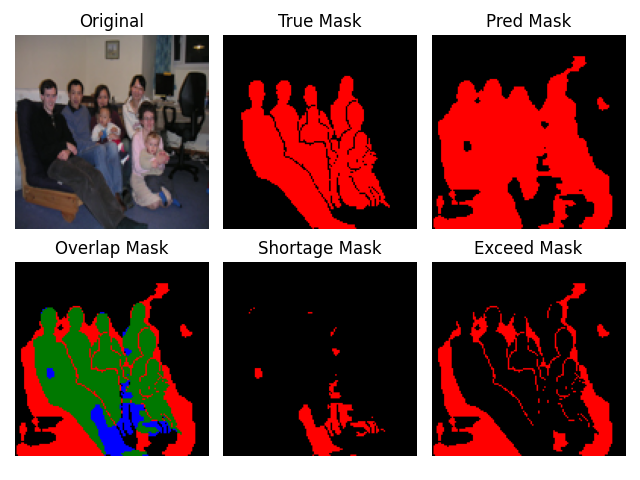 Original
True Mask
Pred Mask
Overlap Mask
Shortage Mask
Exceed Mask